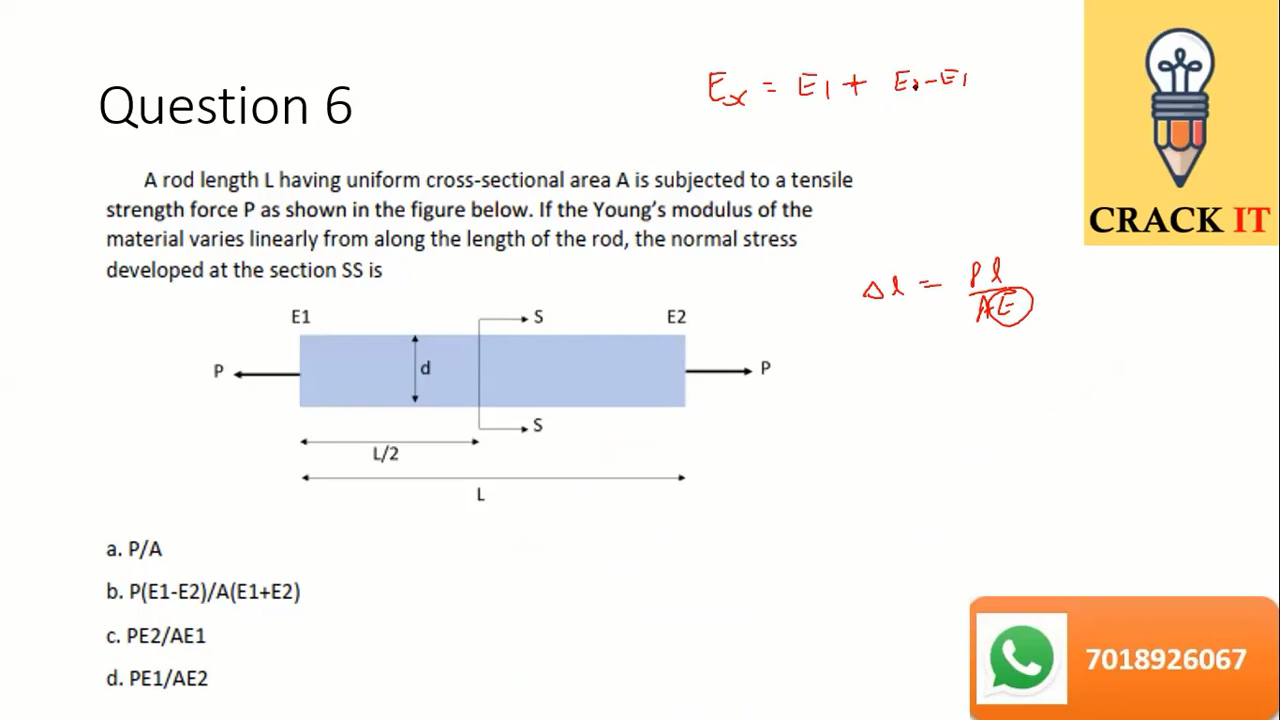 Question 6
Ex = E1 + E2-E1
CRACK IT
A rod length L having uniform cross-sectional area A is subjected to a tensile
strength force P as shown in the figure below. If the Young's modulus of the
material varies linearly from along the length of the rod, the normal stress
developed at the section SS is
Δl = Pl
AE
E1 S E2
P d P
S
L/2
L
a. P/A
b. P(E1-E2)/A(E1+E2)
c. PE2/AE1
d. PE1/AE2
7018926067